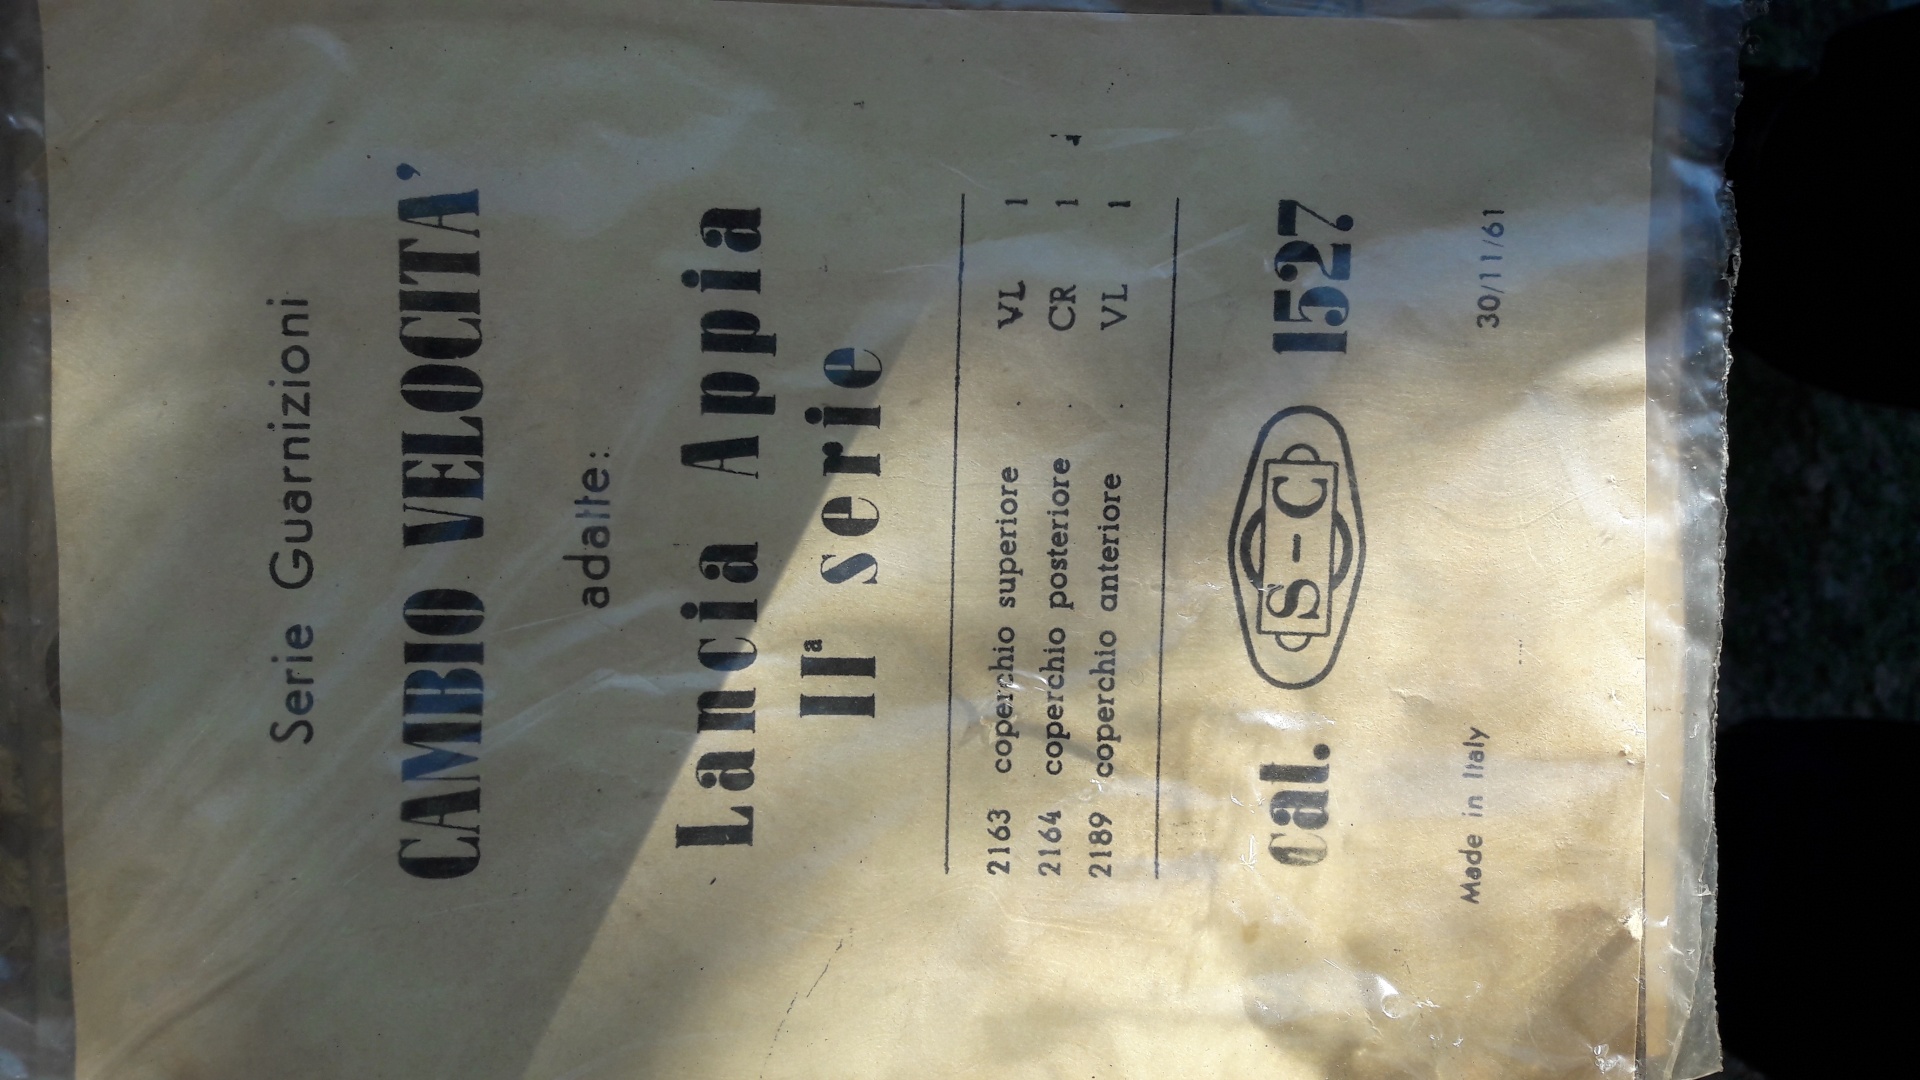 Serie Guarnizioni
CAMBIO VELOCITA'
adatte:
Lancia Appia
IIª serie
2163 coperchio superiore . VL 1
2164 coperchio posteriore . CR 1
2189 coperchio anteriore . VL 1
Cat. S-C 1527
Made in Italy 30/11/61